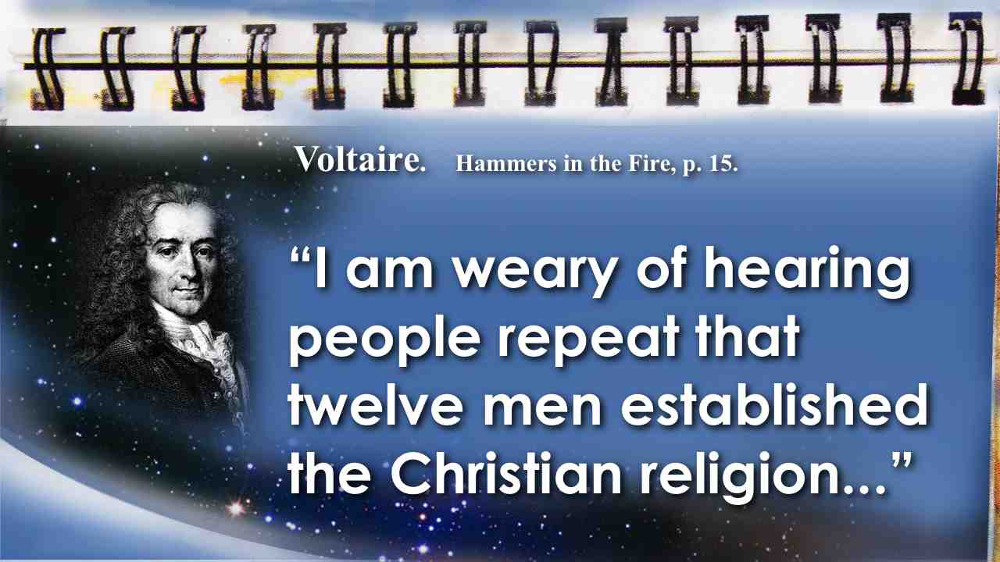 Voltaire. Hammers in the Fire, p. 15.
“I am weary of hearing
people repeat that
twelve men established
the Christian religion...”